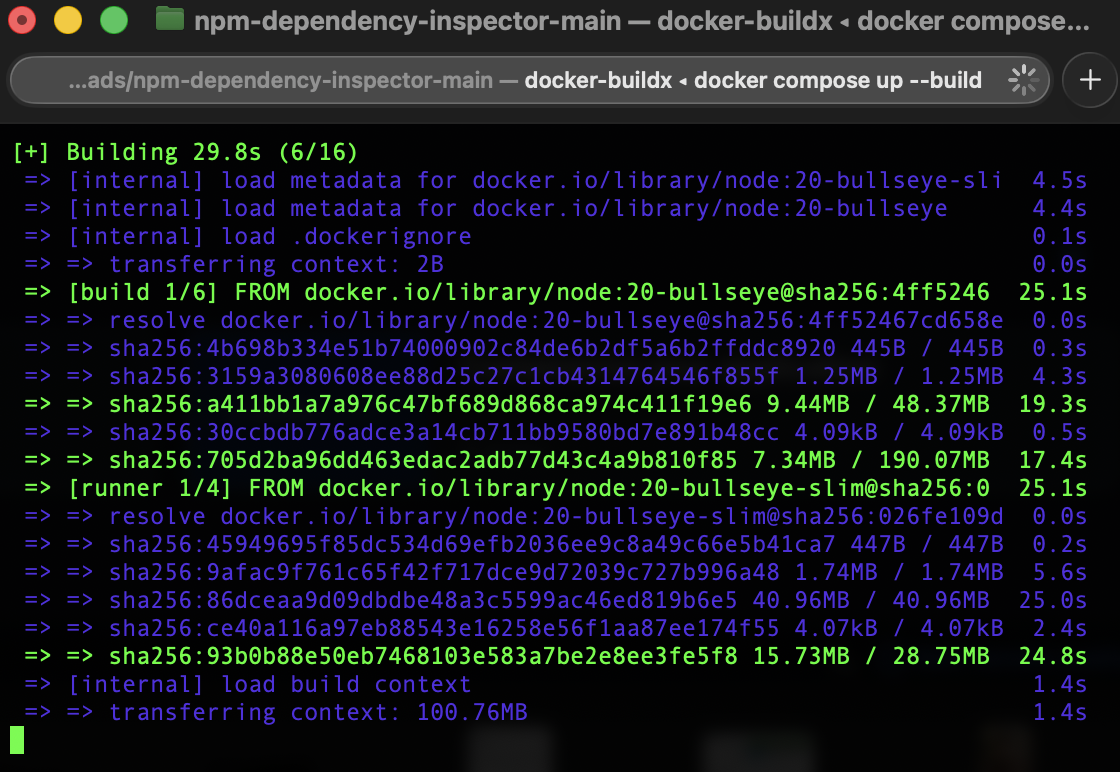 npm-dependency-inspector-main — docker-buildx ◂ docker compose...
...ads/npm-dependency-inspector-main — docker-buildx ◂ docker compose up --build
[+] Building 29.8s (6/16)
=> [internal] load metadata for docker.io/library/node:20-bullseye-sli 4.5s
=> [internal] load metadata for docker.io/library/node:20-bullseye 4.4s
=> [internal] load .dockerignore 0.1s
=> => transferring context: 2B 0.0s
=> [build 1/6] FROM docker.io/library/node:20-bullseye@sha256:4ff5246 25.1s
=> => resolve docker.io/library/node:20-bullseye@sha256:4ff52467cd658e 0.0s
=> => sha256:4b698b334e51b74000902c84de6b2df5a6b2ffddc8920 445B / 445B 0.3s
=> => sha256:3159a3080608ee88d25c27c1cb4314764546f855f 1.25MB / 1.25MB 4.3s
=> => sha256:a411bb1a7a976c47bf689d868ca974c411f19e6 9.44MB / 48.37MB 19.3s
=> => sha256:30ccbdb776adce3a14cb711bb9580bd7e891b48cc 4.09kB / 4.09kB 0.5s
=> => sha256:705d2ba96dd463edac2adb77d43c4a9b810f85 7.34MB / 190.07MB 17.4s
=> [runner 1/4] FROM docker.io/library/node:20-bullseye-slim@sha256:0 25.1s
=> => resolve docker.io/library/node:20-bullseye-slim@sha256:026fe109d 0.0s
=> => sha256:45949695f85dc534d69efb2036ee9c8a49c66e5b41ca7 447B / 447B 0.2s
=> => sha256:9afac9f761c65f42f717dce9d72039c727b996a48 1.74MB / 1.74MB 5.6s
=> => sha256:86dceaa9d09dbdbe48a3c5599ac46ed819b6e5 40.96MB / 40.96MB 25.0s
=> => sha256:ce40a116a97eb88543e16258e56f1aa87ee174f55 4.07kB / 4.07kB 2.4s
=> => sha256:93b0b88e50eb7468103e583a7be2e8ee3fe5f8 15.73MB / 28.75MB 24.8s
=> [internal] load build context 1.4s
=> => transferring context: 100.76MB 1.4s